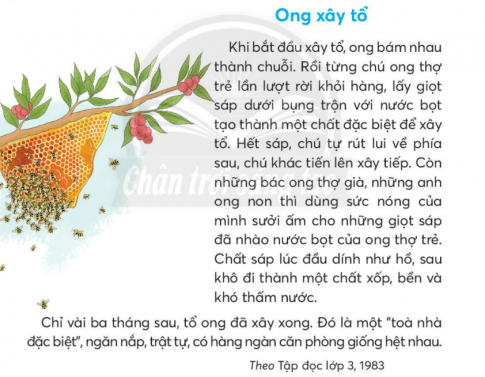 Ong xây tổ
Khi bắt đầu xây tổ, ong bám nhau
thành chuỗi. Rồi từng chú ong thợ
trẻ lần lượt rời khỏi hàng, lấy giọt
sáp dưới bụng trộn với nước bọt
tạo thành một chất đặc biệt để xây
tổ. Hết sáp, chú tự rút lui về phía
sau, chú khác tiến lên xây tiếp. Còn
những bác ong thợ già, những anh
ong non thì dùng sức nóng của
mình sưởi ấm cho những giọt sáp
đã nhào nước bọt của ong thợ trẻ.
Chất sáp lúc đầu dính như hồ, sau
khô đi thành một chất xốp, bền và
khó thấm nước.
Chỉ vài ba tháng sau, tổ ong đã xây xong. Đó là một "toà nhà
đặc biệt", ngăn nắp, trật tự, có hàng ngàn căn phòng giống hệt nhau.
Theo Tập đọc lớp 3, 1983
Chân trời sáng tạo